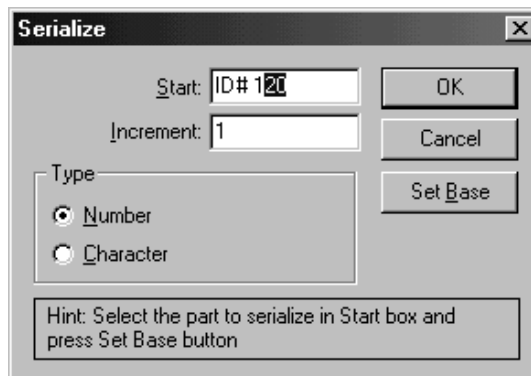 Serialize
Start: ID# 120 OK
Increment: 1 Cancel
Type Set Base
Number
Character
Hint: Select the part to serialize in Start box and
press Set Base button